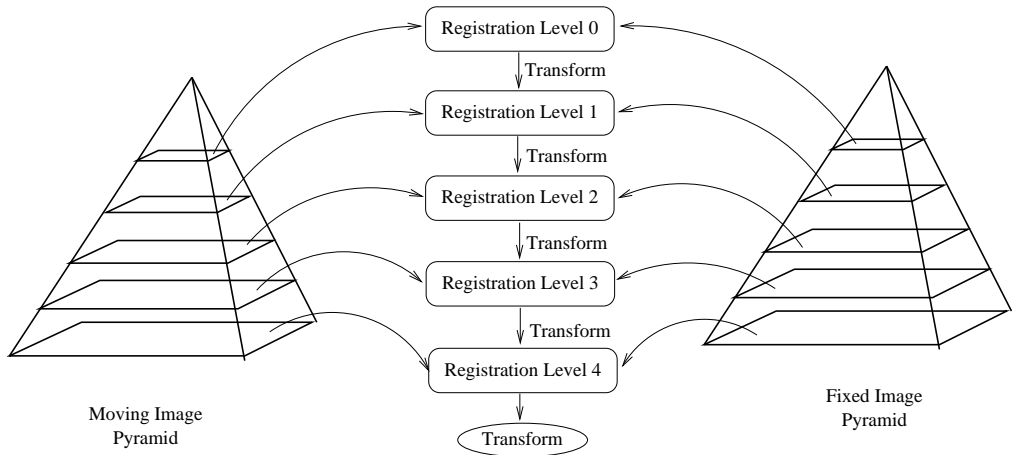 Registration Level 0
Transform
Registration Level 1
Transform
Registration Level 2
Transform
Registration Level 3
Transform
Registration Level 4
Transform
Moving Image
Pyramid
Fixed Image
Pyramid